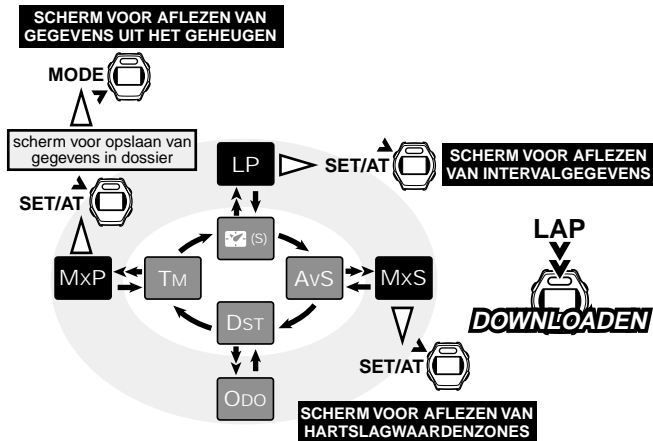 SCHERM VOOR AFLEZEN VAN
GEGEVENS UIT HET GEHEUGEN
MODE
scherm voor opslaan van
gegevens in dossier
SET/AT
LP
SET/AT
SCHERM VOOR AFLEZEN
VAN INTERVALGEGEVENS
(S)
LAP
MXP
TM
AVS
MXS
DOWNLOADEN
DST
SET/AT
ODO
SCHERM VOOR AFLEZEN VAN
HARTSLAGWAARDENZONES